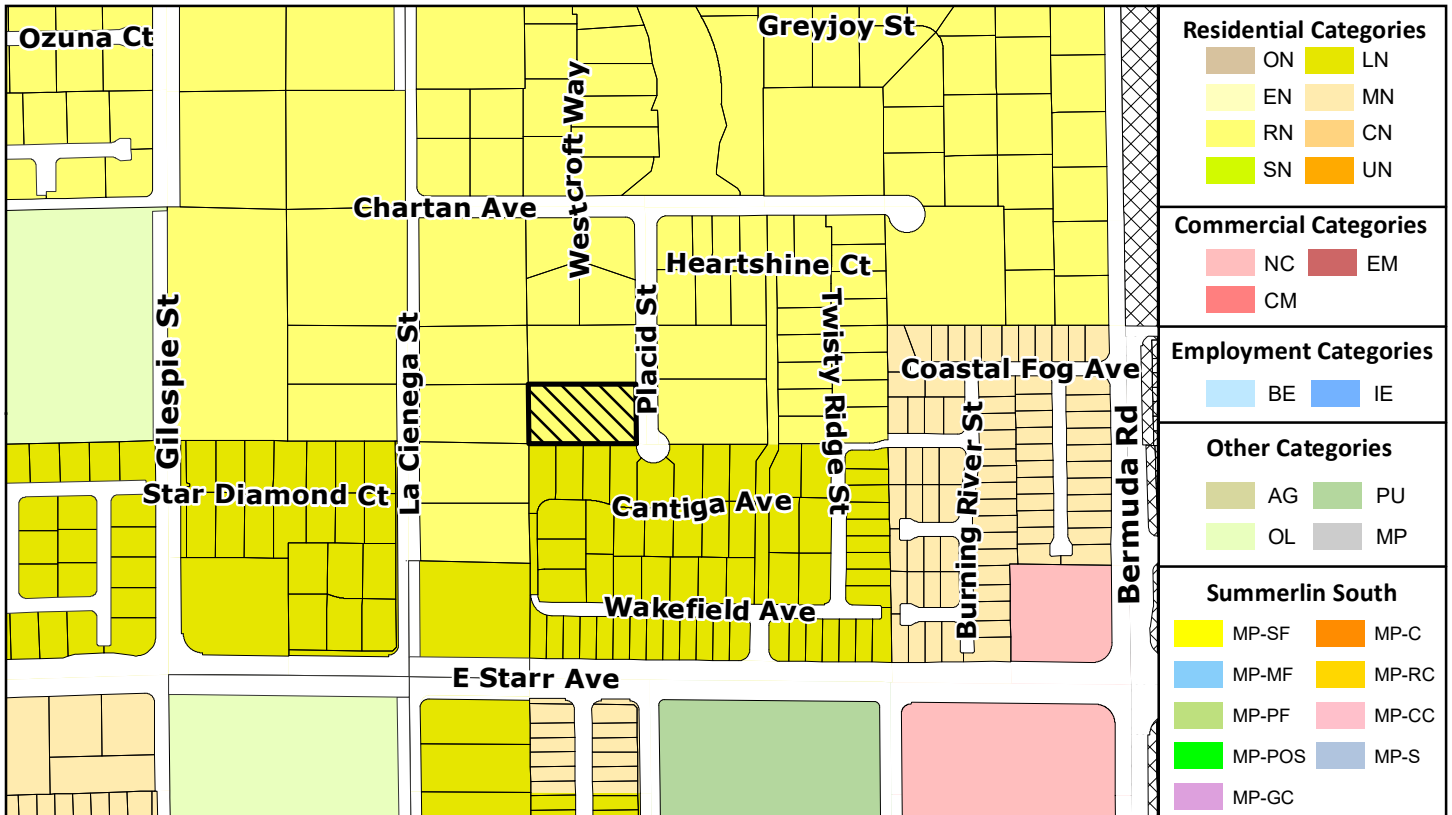 Ozuna Ct
Greyjoy St
Westcroft Way
Chartan Ave
Heartshine Ct
Placid St
Twisty Ridge St
Gilespie St
La Cienega St
Coastal Fog Ave
Burning River St
Bermuda Rd
Star Diamond Ct
Cantiga Ave
Wakefield Ave
E Starr Ave
Residential Categories
ON LN
EN MN
RN CN
SN UN
Commercial Categories
NC EM
CM
Employment Categories
BE IE
Other Categories
AG PU
OL MP
Summerlin South
MP-SF MP-C
MP-MF MP-RC
MP-PF MP-CC
MP-POS MP-S
MP-GC